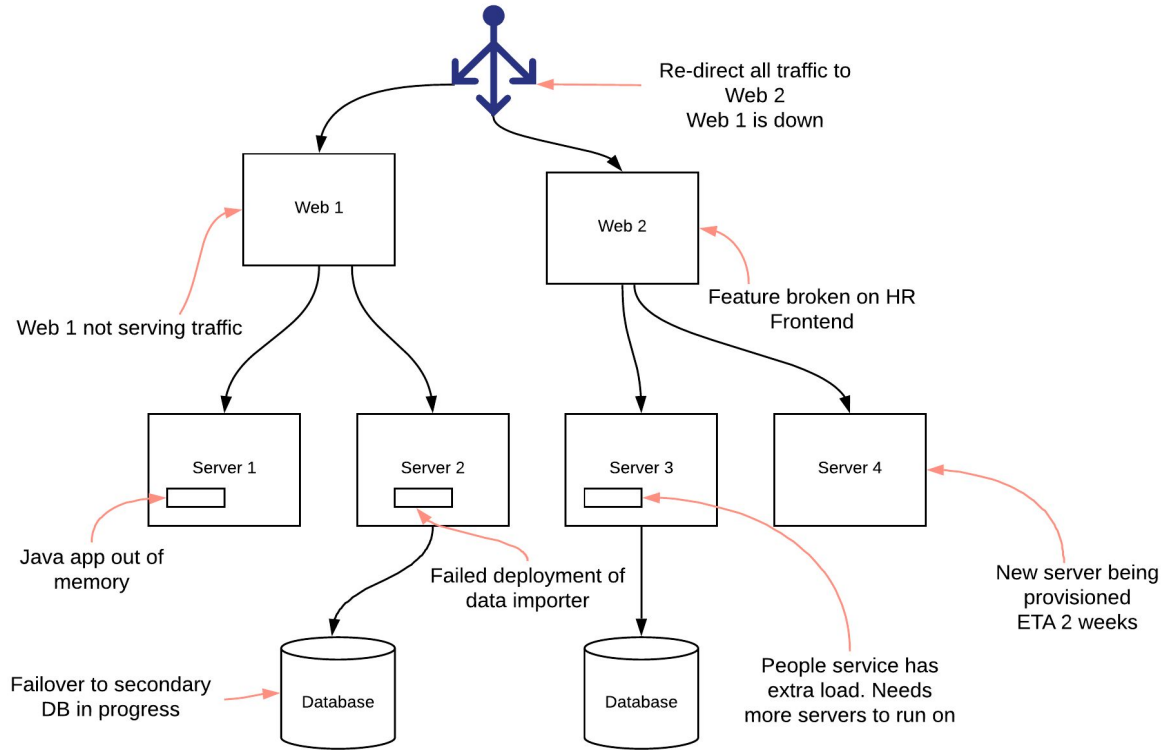 Re-direct all traffic to
Web 2
Web 1 is down
Web 1
Web 2
Web 1 not serving traffic
Feature broken on HR
Frontend
Server 1
Server 2
Server 3
Server 4
Java app out of
memory
Failed deployment of
data importer
New server being
provisioned
ETA 2 weeks
People service has
extra load. Needs
more servers to run on
Failover to secondary
DB in progress
Database
Database